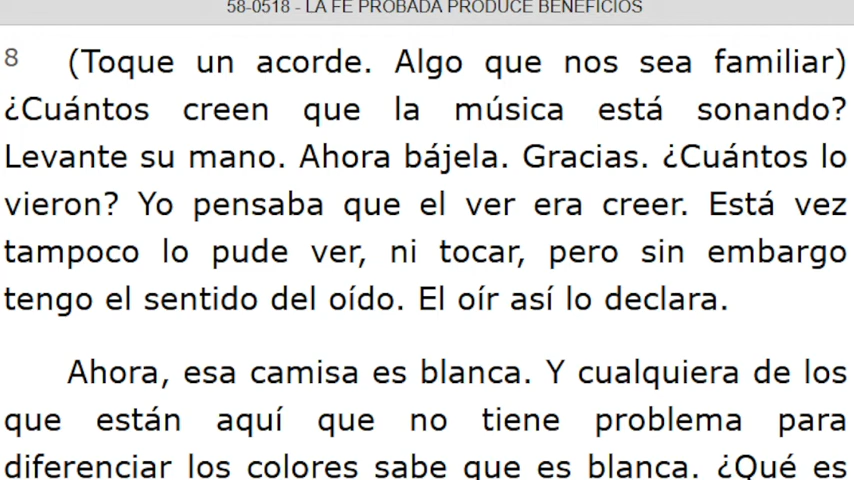 58-0518 - LA FE PROBADA PRODUCE BENEFICIOS
8 (Toque un acorde. Algo que nos sea familiar)
¿Cuántos creen que la música está sonando?
Levante su mano. Ahora bájela. Gracias. ¿Cuántos lo
vieron? Yo pensaba que el ver era creer. Está vez
tampoco lo pude ver, ni tocar, pero sin embargo
tengo el sentido del oído. El oír así lo declara.
Ahora, esa camisa es blanca. Y cualquiera de los
que están aquí que no tiene problema para
diferenciar los colores sabe que es blanca. ¿Qué es